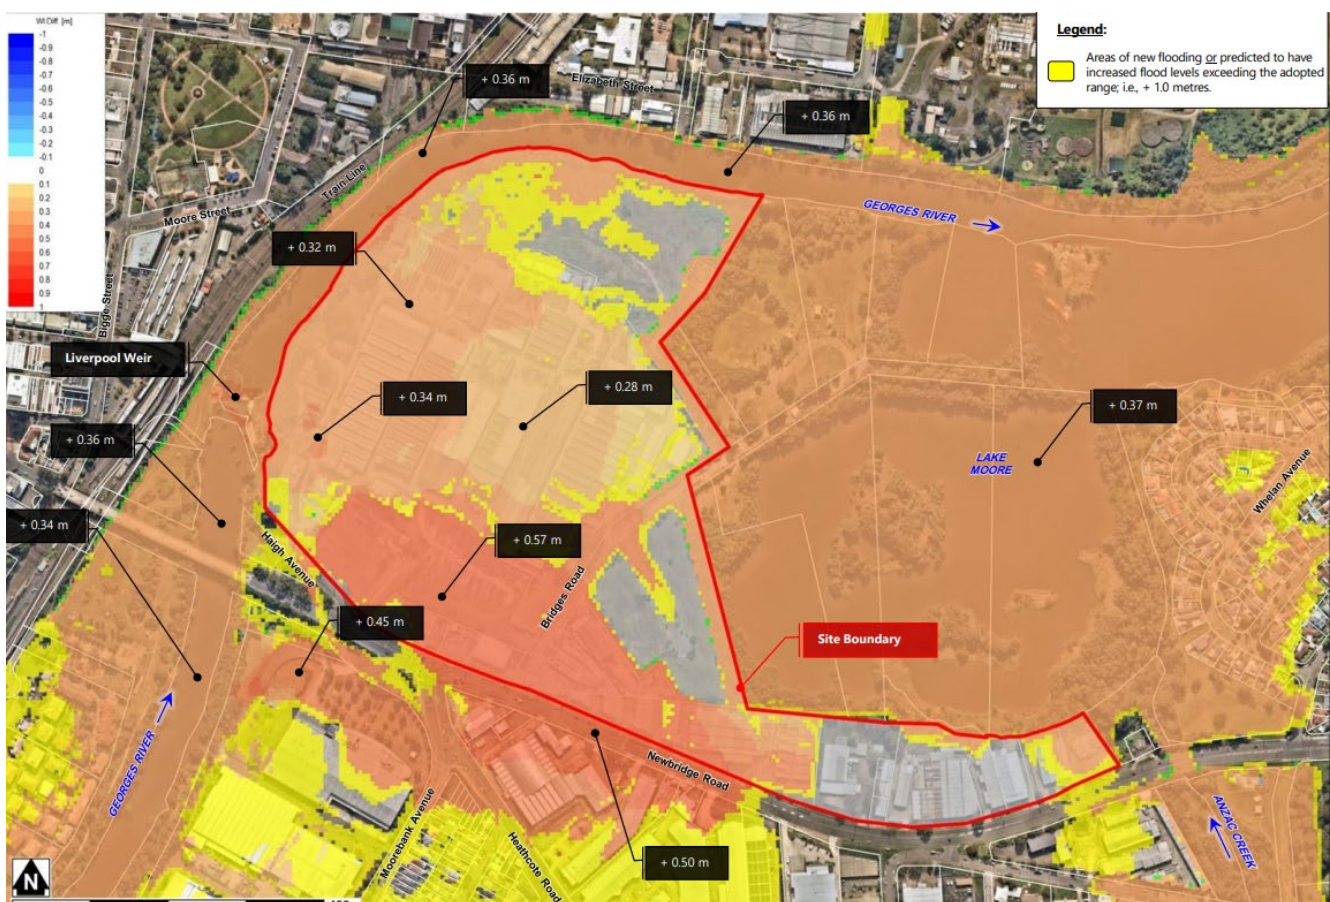 Wl Diff [m]
-1
-0.9
-0.8
-0.7
-0.6
-0.5
-0.4
-0.3
-0.2
-0.1
0
0.1
0.2
0.3
0.4
0.5
0.6
0.7
0.8
0.9
1
Legend:
Areas of new flooding or predicted to have
increased flood levels exceeding the adopted
range; i.e., + 1.0 metres.
+ 0.36 m
Elizabeth Street
+ 0.36 m
Train Line
Moore Street
GEORGES RIVER
+ 0.32 m
Bigge Street
Liverpool Weir
+ 0.34 m
+ 0.28 m
+ 0.37 m
+ 0.36 m
LAKE
MOORE
Whelan Avenue
+ 0.34 m
Haigh Avenue
+ 0.57 m
Bridges Road
+ 0.45 m
Site Boundary
GEORGES RIVER
Newbridge Road
Moorebank Avenue
Heathcote Road
ANZAC CREEK
+ 0.50 m
N